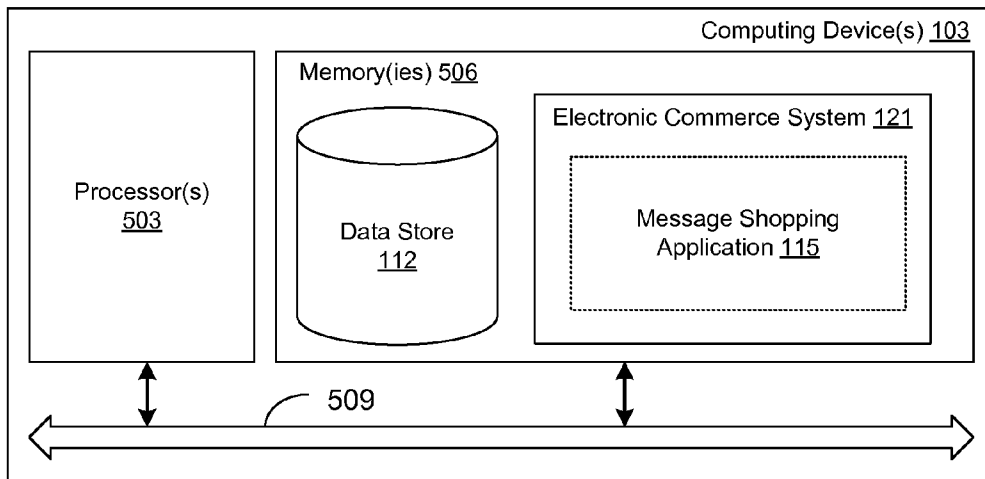 Computing Device(s) 103
Memory(ies) 506
Electronic Commerce System 121
Processor(s)
503
Data Store
112
Message Shopping
Application 115
509